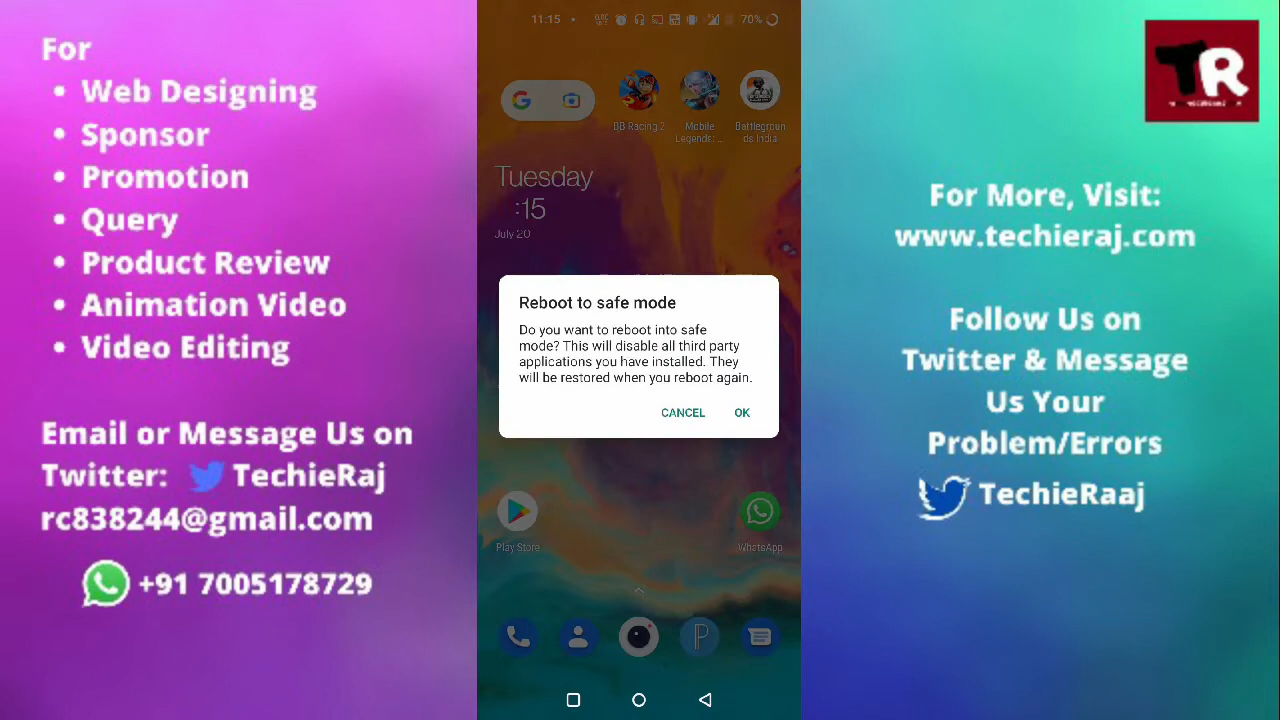 For
• Web Designing
• Sponsor
• Promotion
• Query
• Product Review
• Animation Video
• Video Editing
Email or Message Us on
Twitter: TechieRaj
rc838244@gmail.com
+91 7005178729
11:15
70%
BB Racing 2
Mobile
Legends: ...
Battlegroun
ds India
Tuesday
:15
July 20
Reboot to safe mode
Do you want to reboot into safe
mode? This will disable all third party
applications you have installed. They
will be restored when you reboot again.
CANCEL OK
Play Store
WhatsApp
TR
For More, Visit:
www.techieraj.com
Follow Us on
Twitter & Message
Us Your
Problem/Errors
TechieRaaj